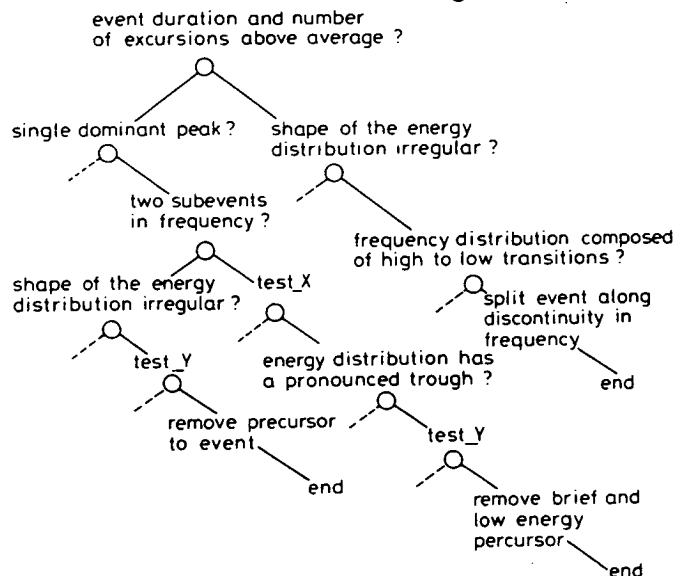 event duration and number
of excursions above average ?
single dominant peak ?
shape of the energy
distribution irregular ?
two subevents
in frequency ?
frequency distribution composed
of high to low transitions ?
shape of the energy
distribution irregular ?
test_X
split event along
discontinuity in
frequency
end
test_Y
energy distribution has
a pronounced trough ?
remove precursor
to event
end
test_Y
remove brief and
low energy
percursor
end